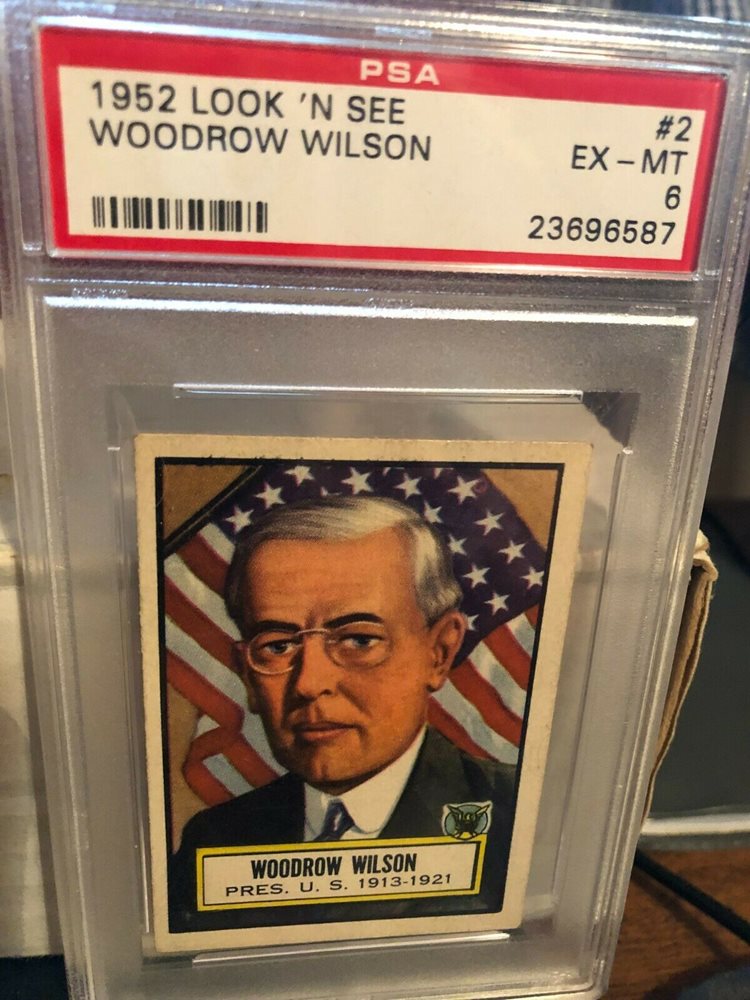 PSA
1952 LOOK 'N SEE
WOODROW WILSON
#2
EX - MT
6
23696587
WOODROW WILSON
PRES. U. S. 1913-1921